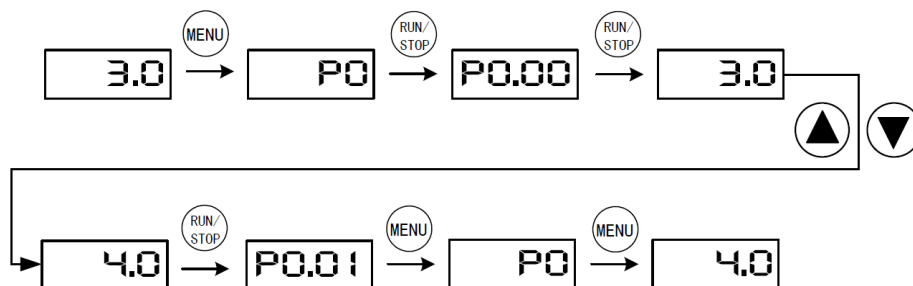 MENU
RUN/
STOP
RUN/
STOP
3.0
P0
P0.00
3.0
RUN/
STOP
MENU
MENU
4.0
P0.01
P0
4.0